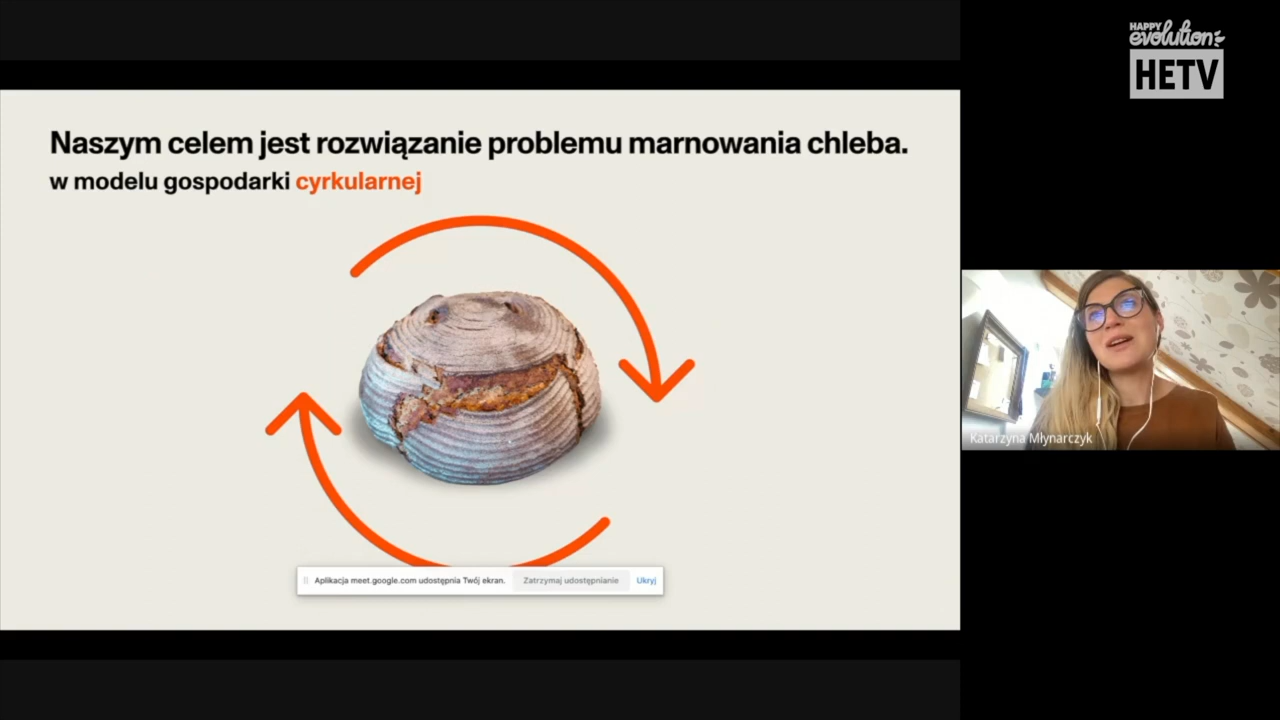 HAPPY
evolution
HETV
Naszym celem jest rozwiązanie problemu marnowania chleba.
w modelu gospodarki cyrkularnej
Katarzyna Młynarczyk
Aplikacja meet.google.com udostępnia Twój ekran. Zatrzymaj udostępnianie Ukryj